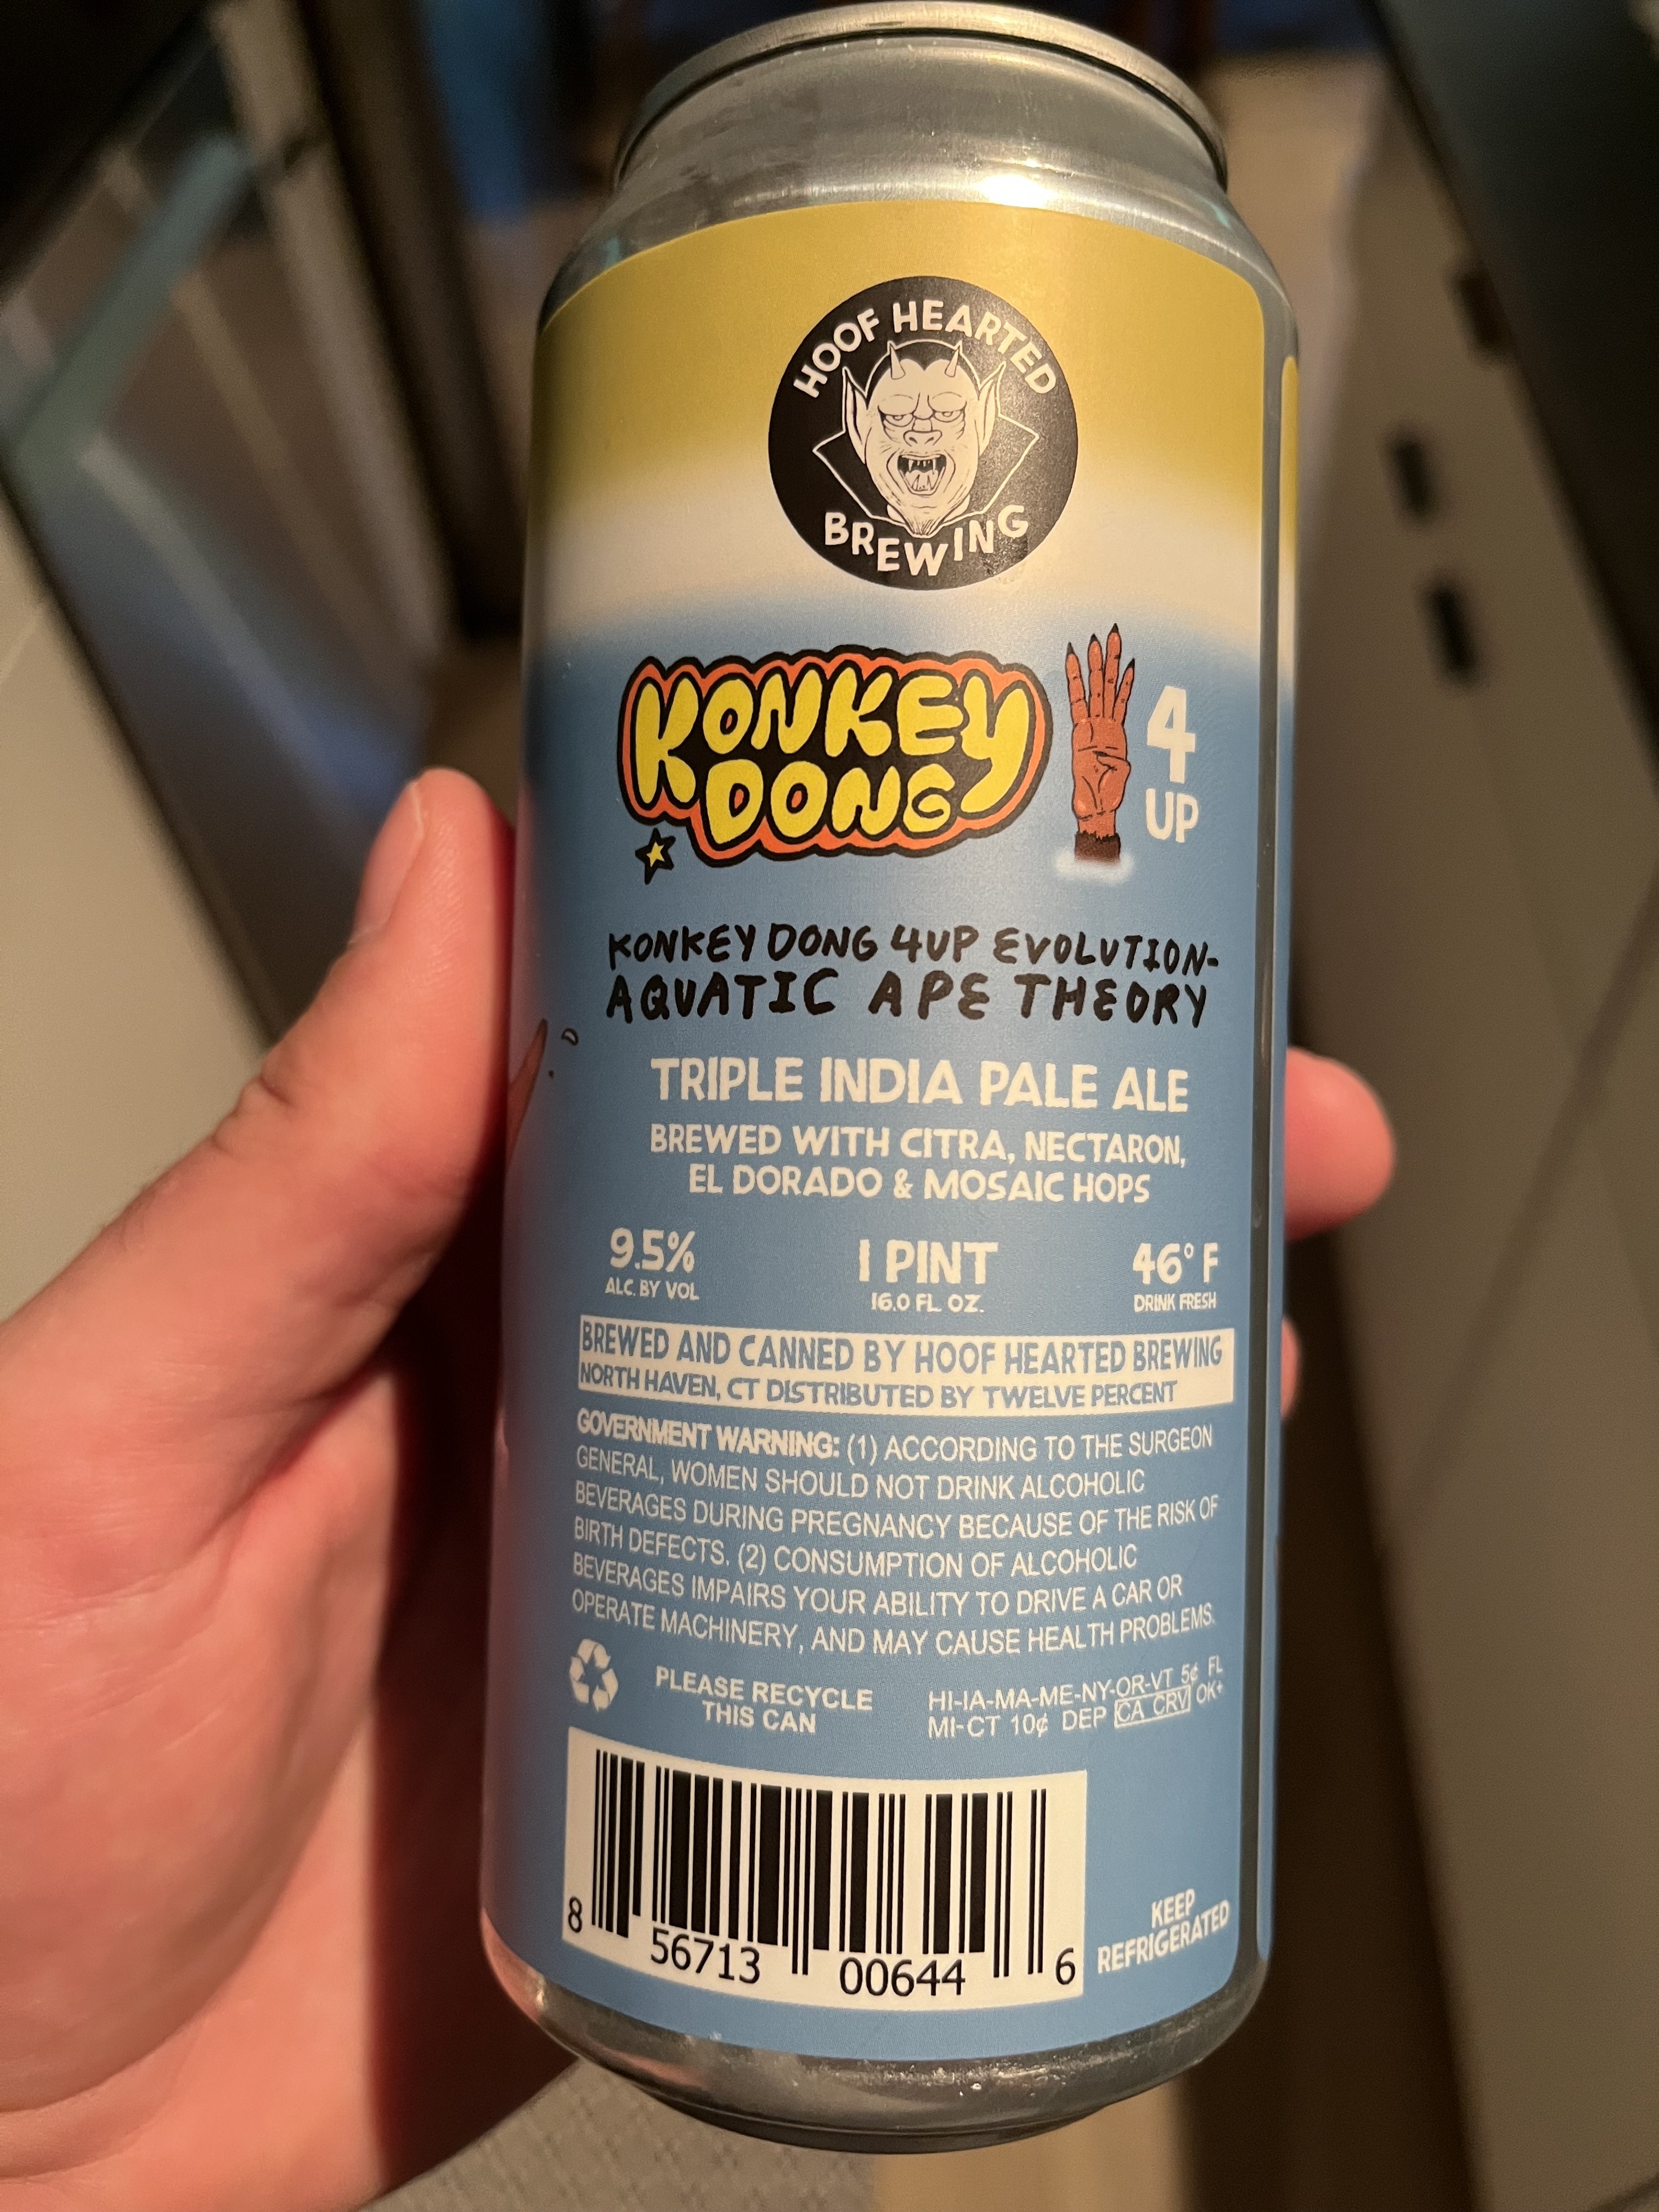 HOOF HEARTED
BREWING
KONKEY
DONG
4
UP
KONKEY DONG 4UP EVOLUTION-
AQUATIC APE THEORY
TRIPLE INDIA PALE ALE
BREWED WITH CITRA, NECTARON,
EL DORADO & MOSAIC HOPS
9.5% 1 PINT 46° F
ALC. BY VOL 16.0 FL. OZ. DRINK FRESH
BREWED AND CANNED BY HOOF HEARTED BREWING
NORTH HAVEN, CT DISTRIBUTED BY TWELVE PERCENT
GOVERNMENT WARNING: (1) ACCORDING TO THE SURGEON
GENERAL, WOMEN SHOULD NOT DRINK ALCOHOLIC
BEVERAGES DURING PREGNANCY BECAUSE OF THE RISK OF
BIRTH DEFECTS. (2) CONSUMPTION OF ALCOHOLIC
BEVERAGES IMPAIRS YOUR ABILITY TO DRIVE A CAR OR
OPERATE MACHINERY, AND MAY CAUSE HEALTH PROBLEMS.
PLEASE RECYCLE
THIS CAN
HI-IA-MA-ME-NY-OR-VT 5¢ FL
MI-CT 10¢ DEP CA CRV OK+
8 56713 00644 6
KEEP
REFRIGERATED